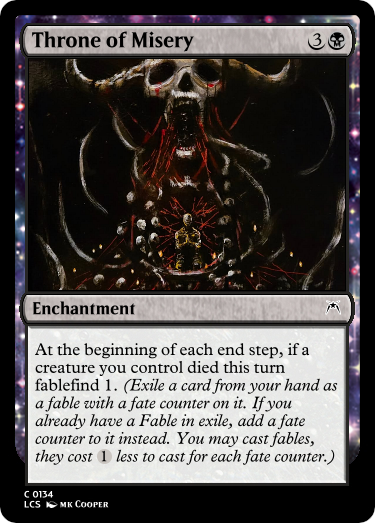 Throne of Misery 3
Enchantment
At the beginning of each end step, if a
creature you control died this turn
fablefind 1. (Exile a card from your hand as
a fable with a fate counter on it. If you
already have a Fable in exile, add a fate
counter to it instead. You may cast fables,
they cost 1 less to cast for each fate counter.)
C 0134
LCS MK COOPER